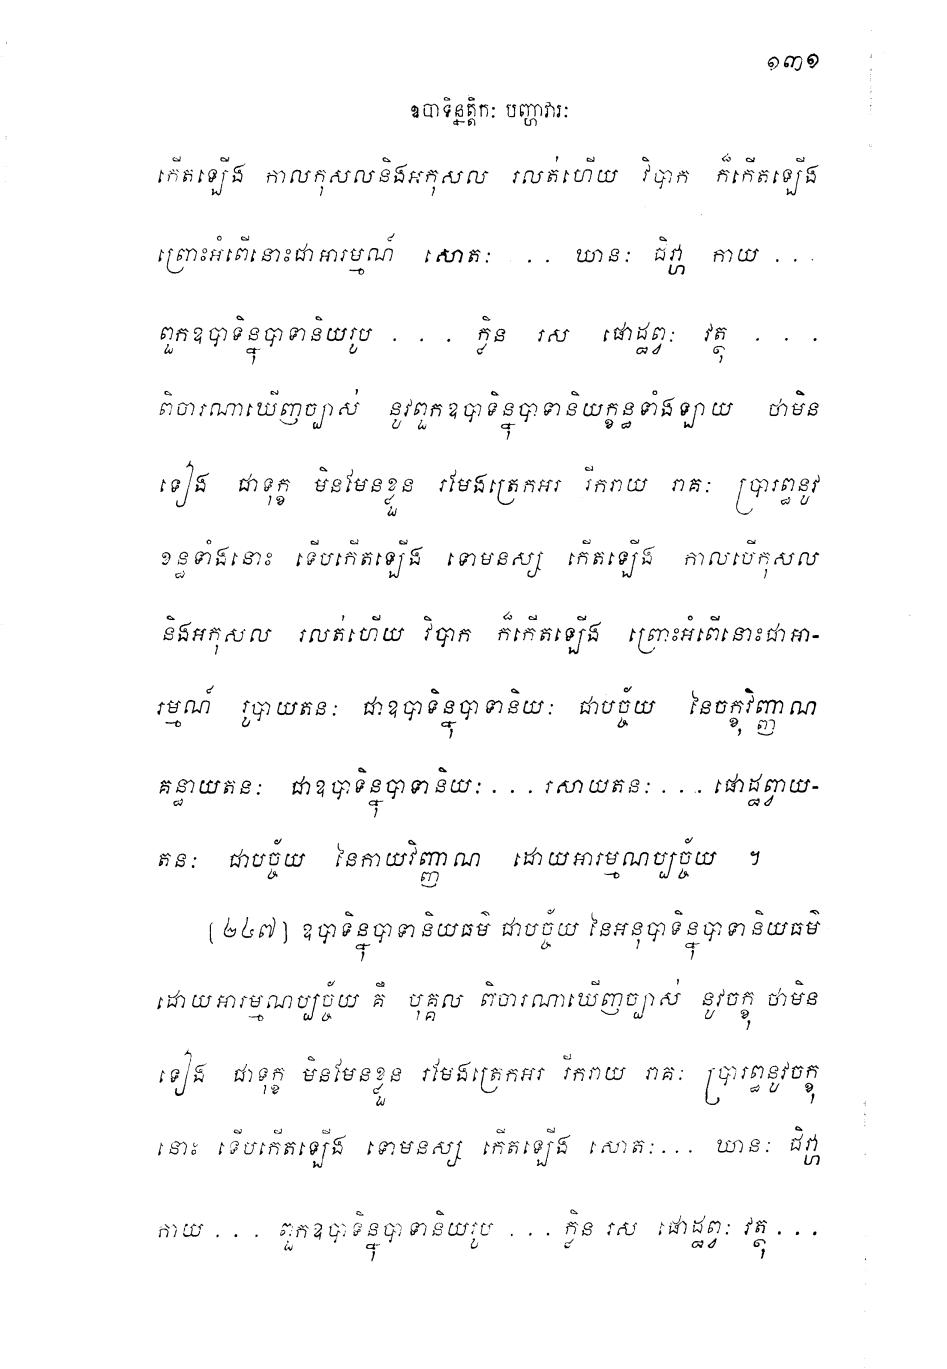 ១៣១
ឧបាទិន្នត្តិកៈ បញ្ហាវារៈ
កើតឡើង កាលកុសលនិងអកុសល រលត់ហើយ វិបាក ក៏កើតឡើង
ព្រោះអំពើនោះជាអារម្មណ៍ សោតៈ . . ឃានៈ ជិវ្ហា កាយ . . .
ពួកឧបាទិន្នុបាទានិយរូប . . . ក្លិន រស ផោដ្ឋព្វៈ វត្ថុ . . .
ពិចារណាឃើញច្បាស់ នូវពួកឧបាទិន្នុបាទានិយក្ខន្ធទាំងឡាយ ថាមិន
ទៀង ជាទុក្ខ មិនមែនខ្លួន រមែងត្រេកអរ រីករាយ រាគៈ ប្រារព្ធនូវ
ខន្ធទាំងនោះ ទើបកើតឡើង ទោមនស្ស កើតឡើង កាលបើកុសល
និងអកុសល រលត់ហើយ វិបាក ក៏កើតឡើង ព្រោះអំពើនោះជាអា-
រម្មណ៍ រូបាយតនៈ ជាឧបាទិន្នុបាទានិយៈ ជាបច្ច័យ នៃចក្ខុវិញ្ញាណ
គន្ធាយតនៈ ជាឧបាទិន្នុបាទានិយៈ . . . រសាយតនៈ . . . ផោដ្ឋព្វាយ-
តនៈ ជាបច្ច័យ នៃកាយវិញ្ញាណ ដោយអារម្មណប្បច្ច័យ ។
[២៤៧] ឧបាទិន្នុបាទានិយធម៌ ជាបច្ច័យ នៃអនុបាទិន្នុបាទានិយធម៌
ដោយអារម្មណប្បច្ច័យ គឺ បុគ្គល ពិចារណាឃើញច្បាស់ នូវចក្ខុ ថាមិន
ទៀង ជាទុក្ខ មិនមែនខ្លួន រមែងត្រេកអរ រីករាយ រាគៈ ប្រារព្ធនូវចក្ខុ
នោះ ទើបកើតឡើង ទោមនស្ស កើតឡើង សោតៈ . . . ឃានៈ ជិវ្ហា
កាយ . . . ពួកឧបាទិន្នុបាទានិយរូប . . . ក្លិន រស ផោដ្ឋព្វៈ វត្ថុ . . .